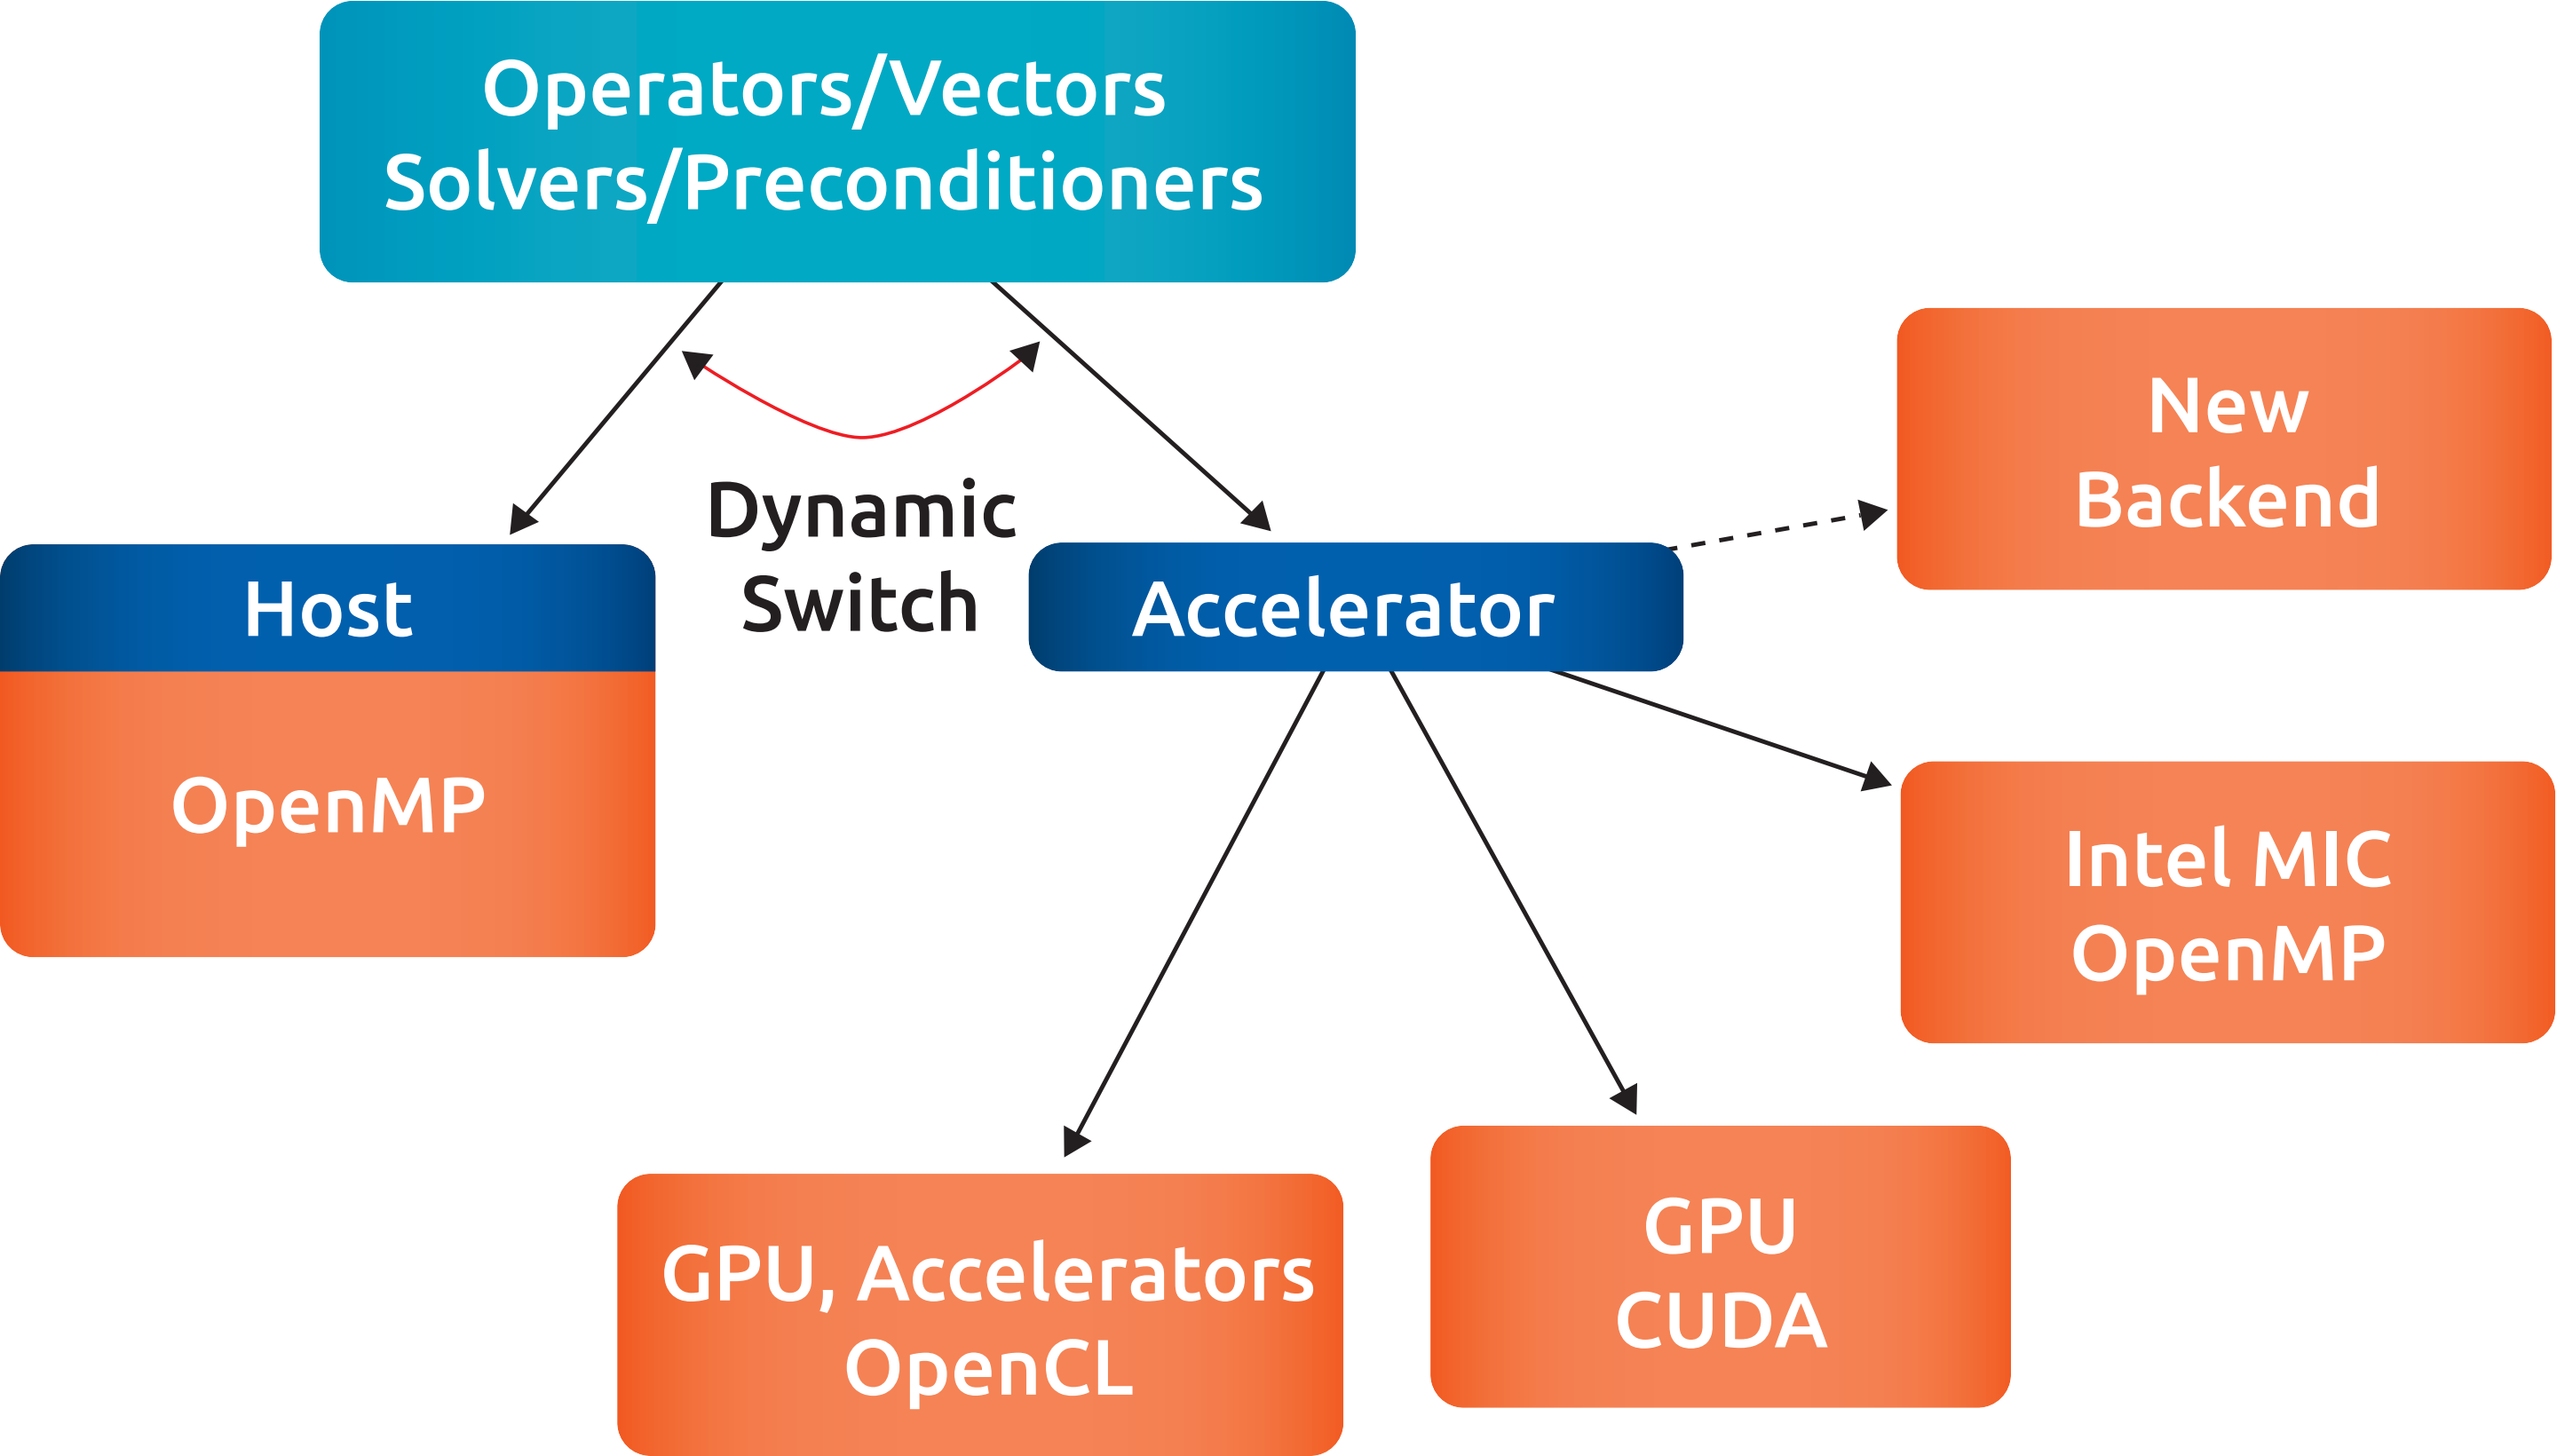 Operators/Vectors
Solvers/Preconditioners
Dynamic
Switch
Host
OpenMP
Accelerator
New
Backend
Intel MIC
OpenMP
GPU, Accelerators
OpenCL
GPU
CUDA